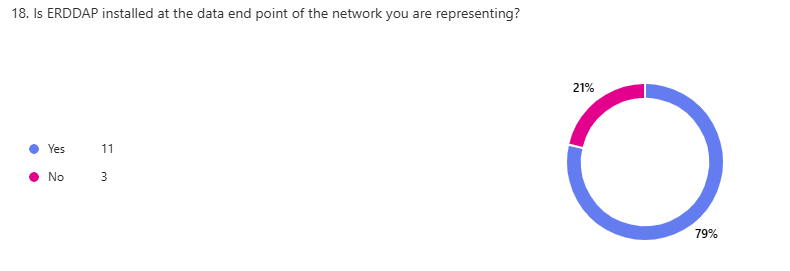 18. Is ERDDAP installed at the data end point of the network you are representing?
21%
Yes 11
No 3
79%